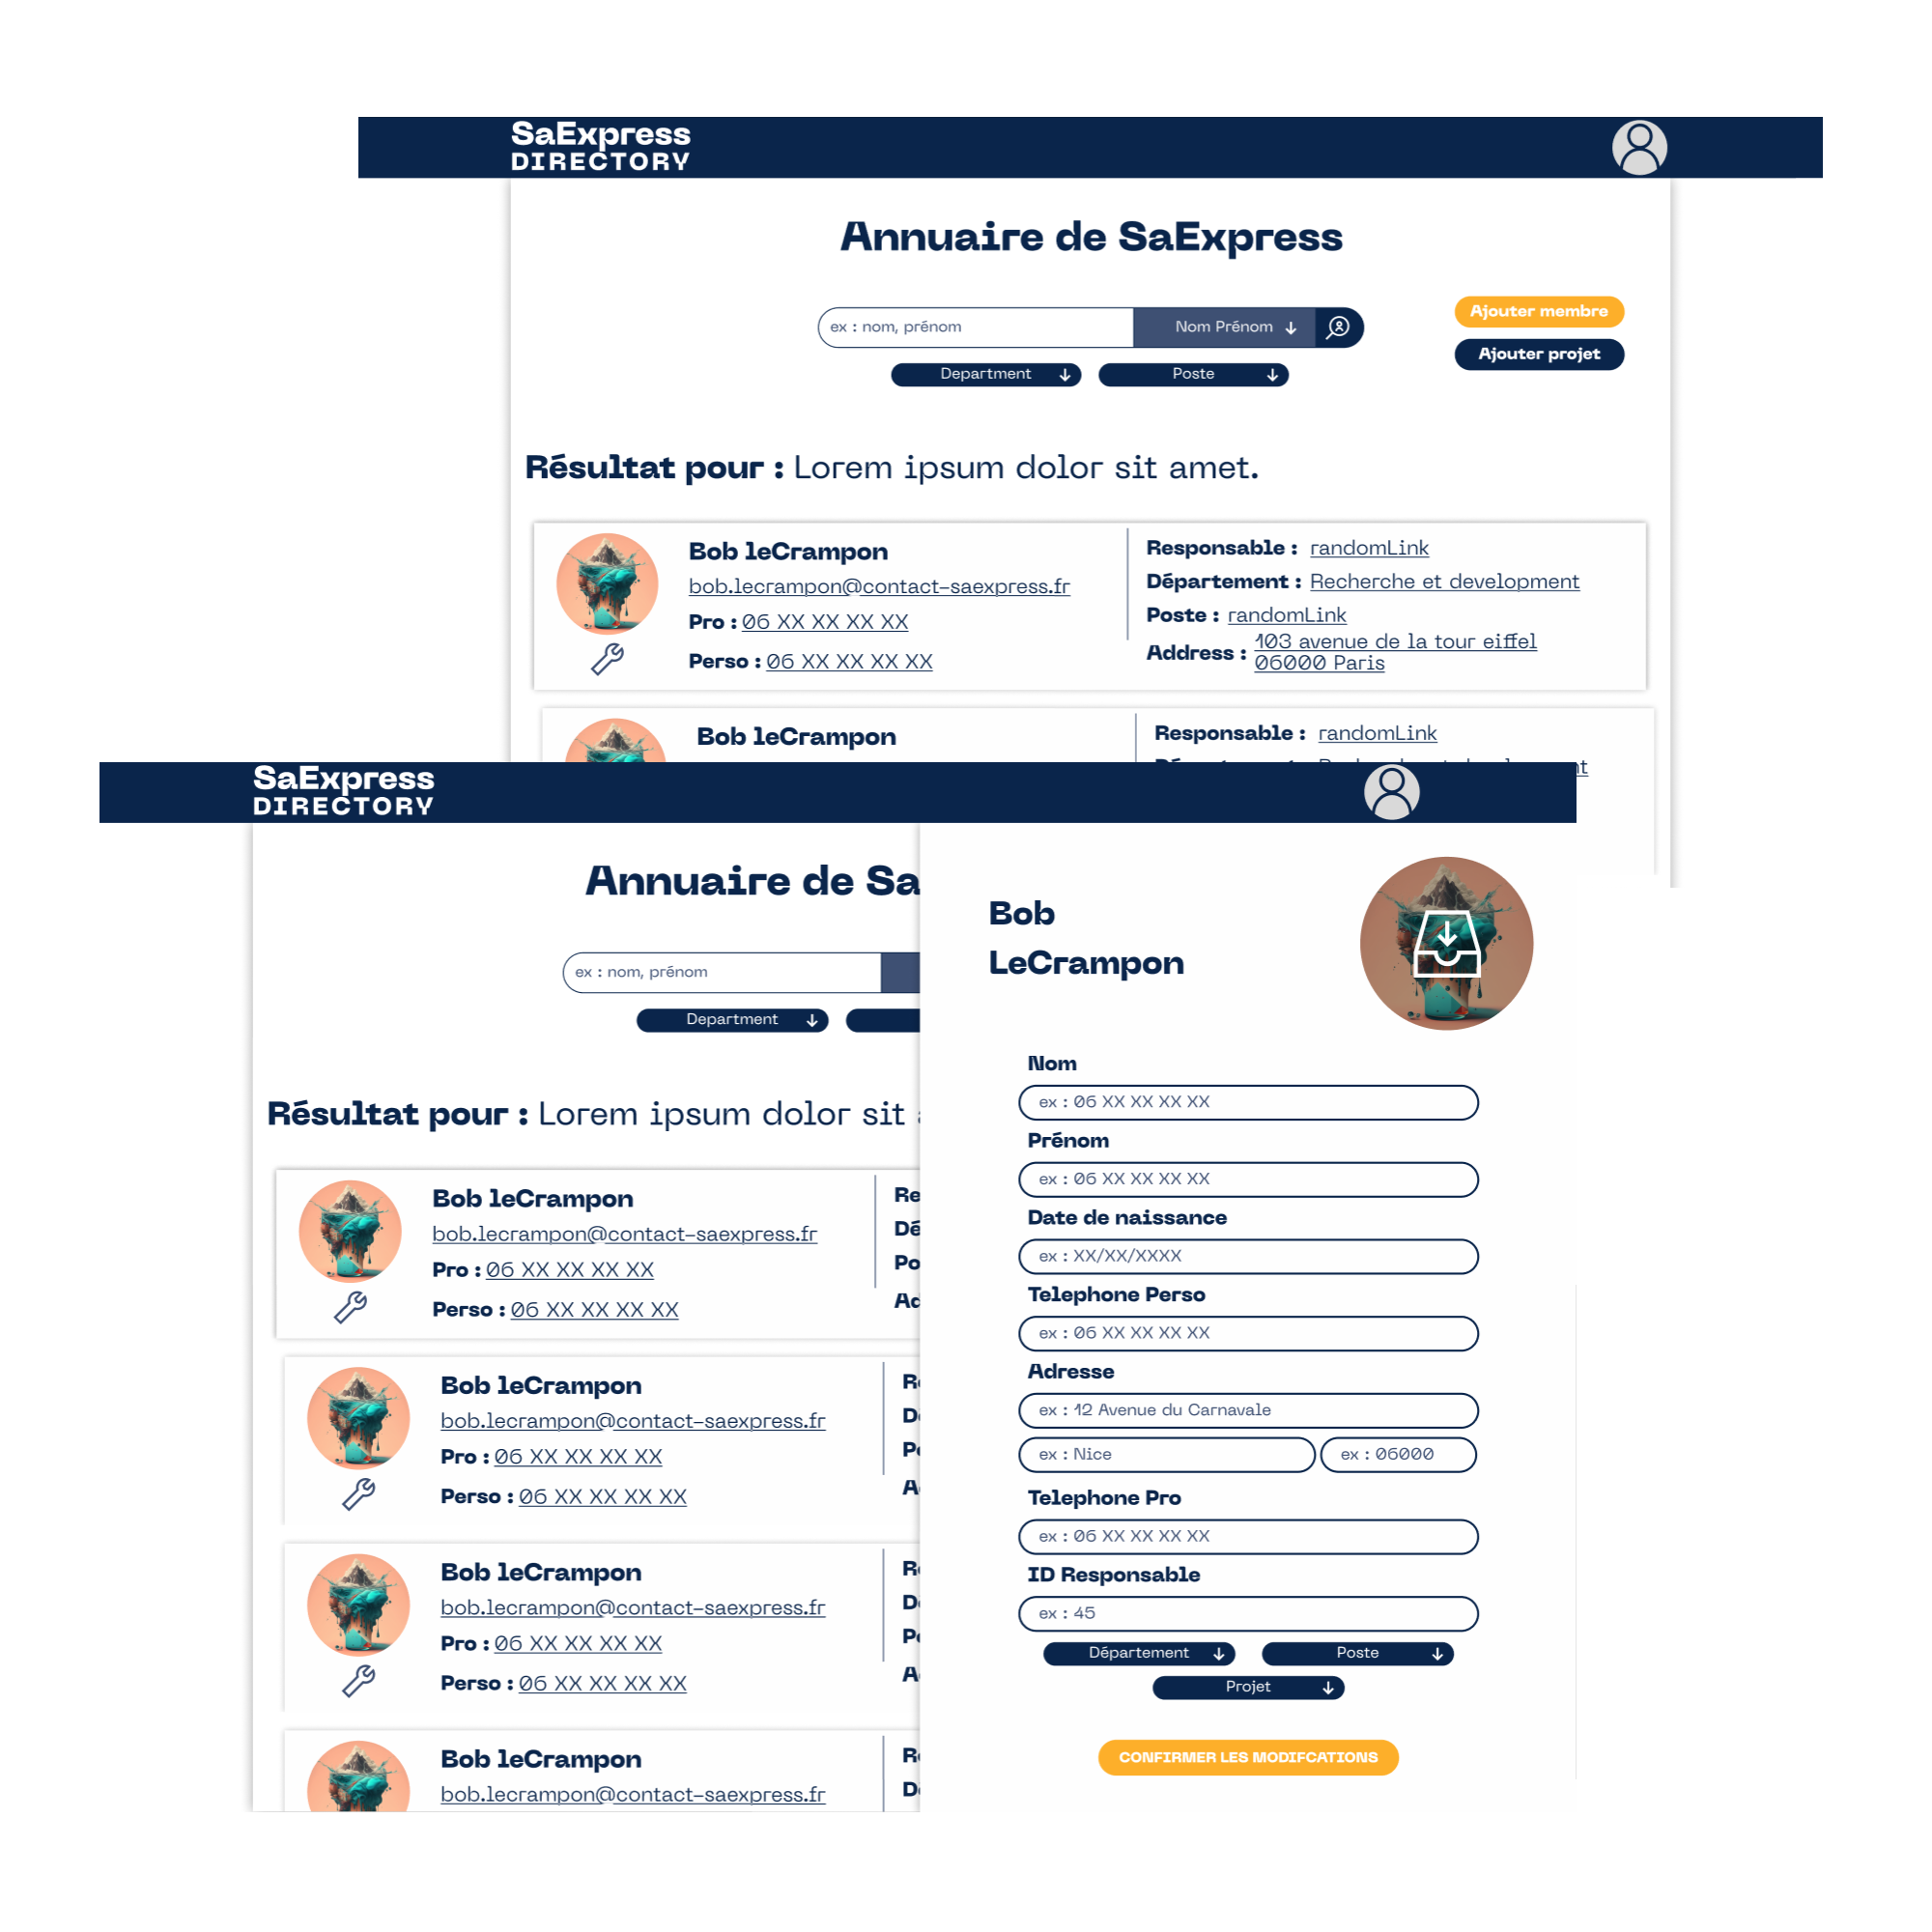 SaExpress
DIRECTORY
Annuaire de SaExpress
ex : nom, prénom
Nom Prénom ↓
Ajouter membre
Ajouter projet
Department ↓
Poste ↓
Résultat pour : Lorem ipsum dolor sit amet.
Bob leCrampon
bob.lecrampon@contact-saexpress.fr
Pro : 06 XX XX XX XX
Perso : 06 XX XX XX XX
Responsable : randomLink
Département : Recherche et development
Poste : randomLink
Address : 103 avenue de la tour eiffel
06000 Paris
Bob leCrampon
Responsable : randomLink
SaExpress
DIRECTORY
Annuaire de Sa
ex : nom, prénom
Department ↓
Résultat pour : Lorem ipsum dolor sit
Bob leCrampon
bob.lecrampon@contact-saexpress.fr
Pro : 06 XX XX XX XX
Perso : 06 XX XX XX XX
Re
Dé
Po
Ad
Bob leCrampon
bob.lecrampon@contact-saexpress.fr
Pro : 06 XX XX XX XX
Perso : 06 XX XX XX XX
Bob leCrampon
bob.lecrampon@contact-saexpress.fr
Pro : 06 XX XX XX XX
Perso : 06 XX XX XX XX
Bob leCrampon
bob.lecrampon@contact-saexpress.fr
Bob
LeCrampon
Nom
ex : 06 XX XX XX XX
Prénom
ex : 06 XX XX XX XX
Date de naissance
ex : XX/XX/XXXX
Telephone Perso
ex : 06 XX XX XX XX
Adresse
ex : 12 Avenue du Carnavale
ex : Nice
ex : 06000
Telephone Pro
ex : 06 XX XX XX XX
ID Responsable
ex : 45
Département ↓
Poste ↓
Projet ↓
CONFIRMER LES MODIFCATIONS